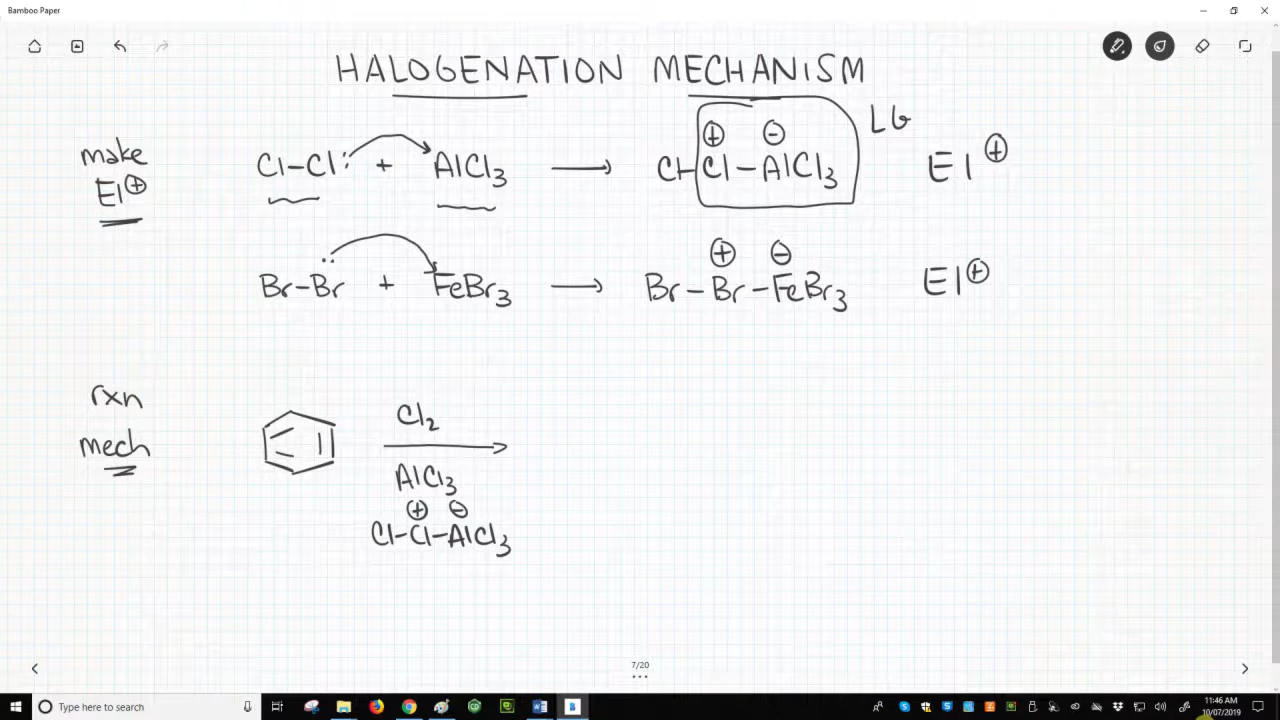 Bamboo Paper
HALOGENATION MECHANISM
make
El⊕
Cl-Cl: + AlCl3 → Cl-Cl-AlCl3 LG El⊕
⊕ ⊖
Br-Br + FeBr3 → Br-Br-FeBr3 El⊕
⊕ ⊖
rxn
mech
Cl2
AlCl3
⊕ ⊖
Cl-Cl-AlCl3
7/20
Type here to search
11:46 AM
10/07/2019